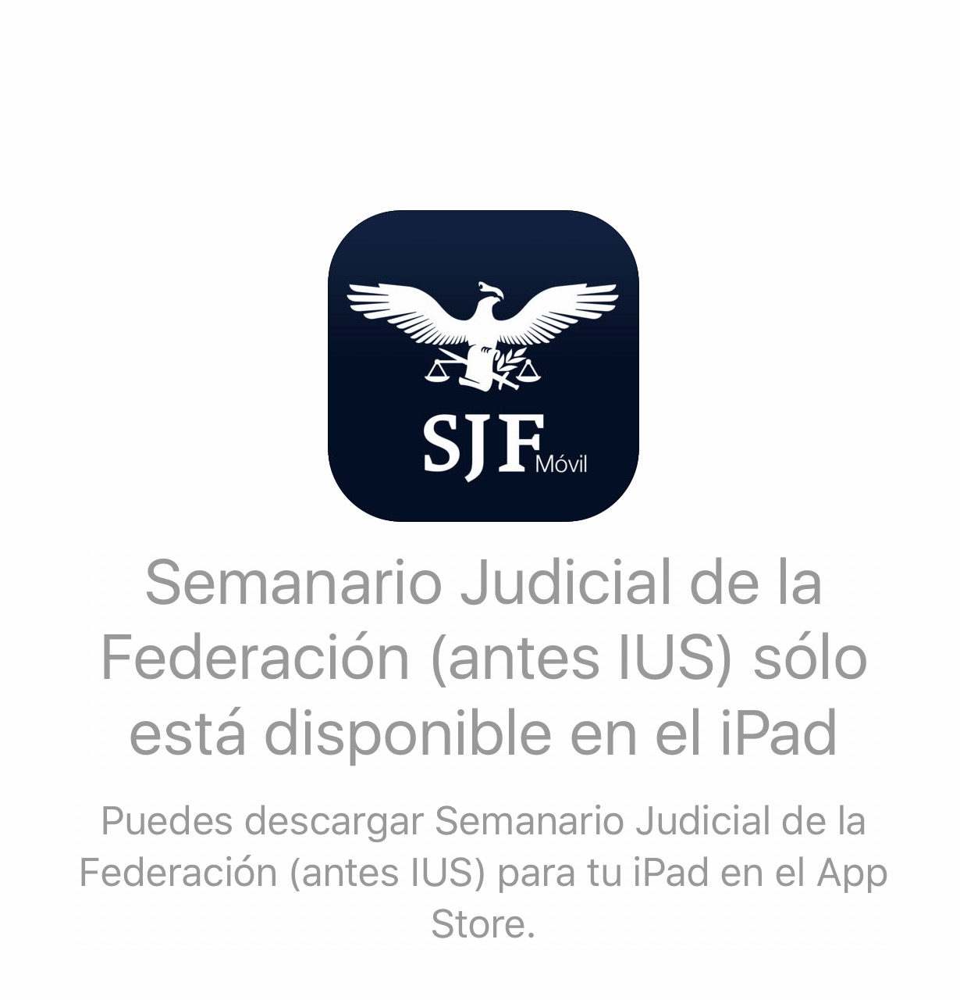 SJF Móvil
Semanario Judicial de la
Federación (antes IUS) sólo
está disponible en el iPad
Puedes descargar Semanario Judicial de la
Federación (antes IUS) para tu iPad en el App
Store.